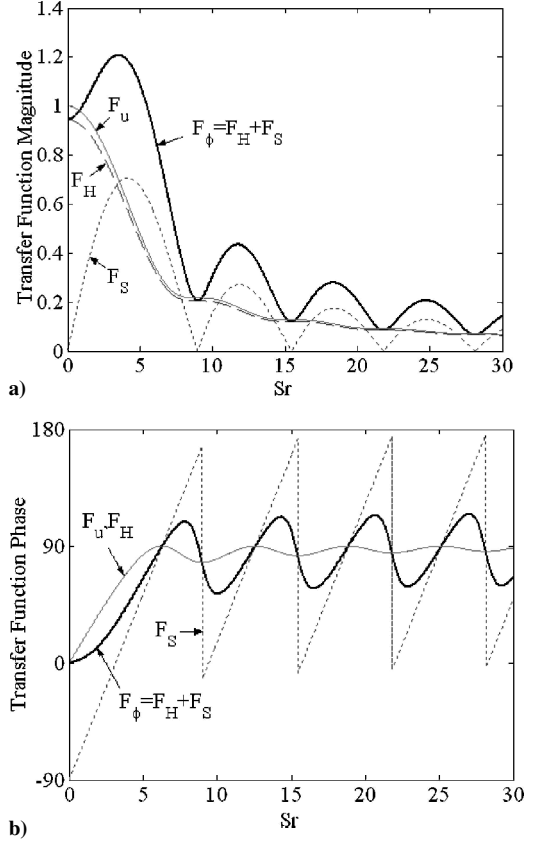 1.4
1.2
1
0.8
0.6
0.4
0.2
0
Transfer Function Magnitude
F_u
F_ϕ=F_H+F_S
F_H
F_S
0 5 10 15 20 25 30
Sr
a)
180
90
0
-90
Transfer Function Phase
F_u,F_H
F_S
F_ϕ=F_H+F_S
0 5 10 15 20 25 30
Sr
b)